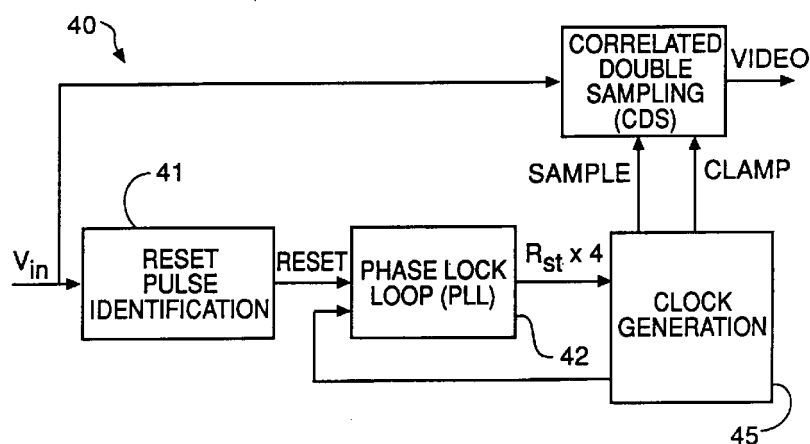 40
CORRELATED
DOUBLE
SAMPLING
(CDS)
VIDEO
SAMPLE
CLAMP
41
Vin
RESET
PULSE
IDENTIFICATION
RESET
PHASE LOCK
LOOP (PLL)
Rst x 4
CLOCK
GENERATION
42
45